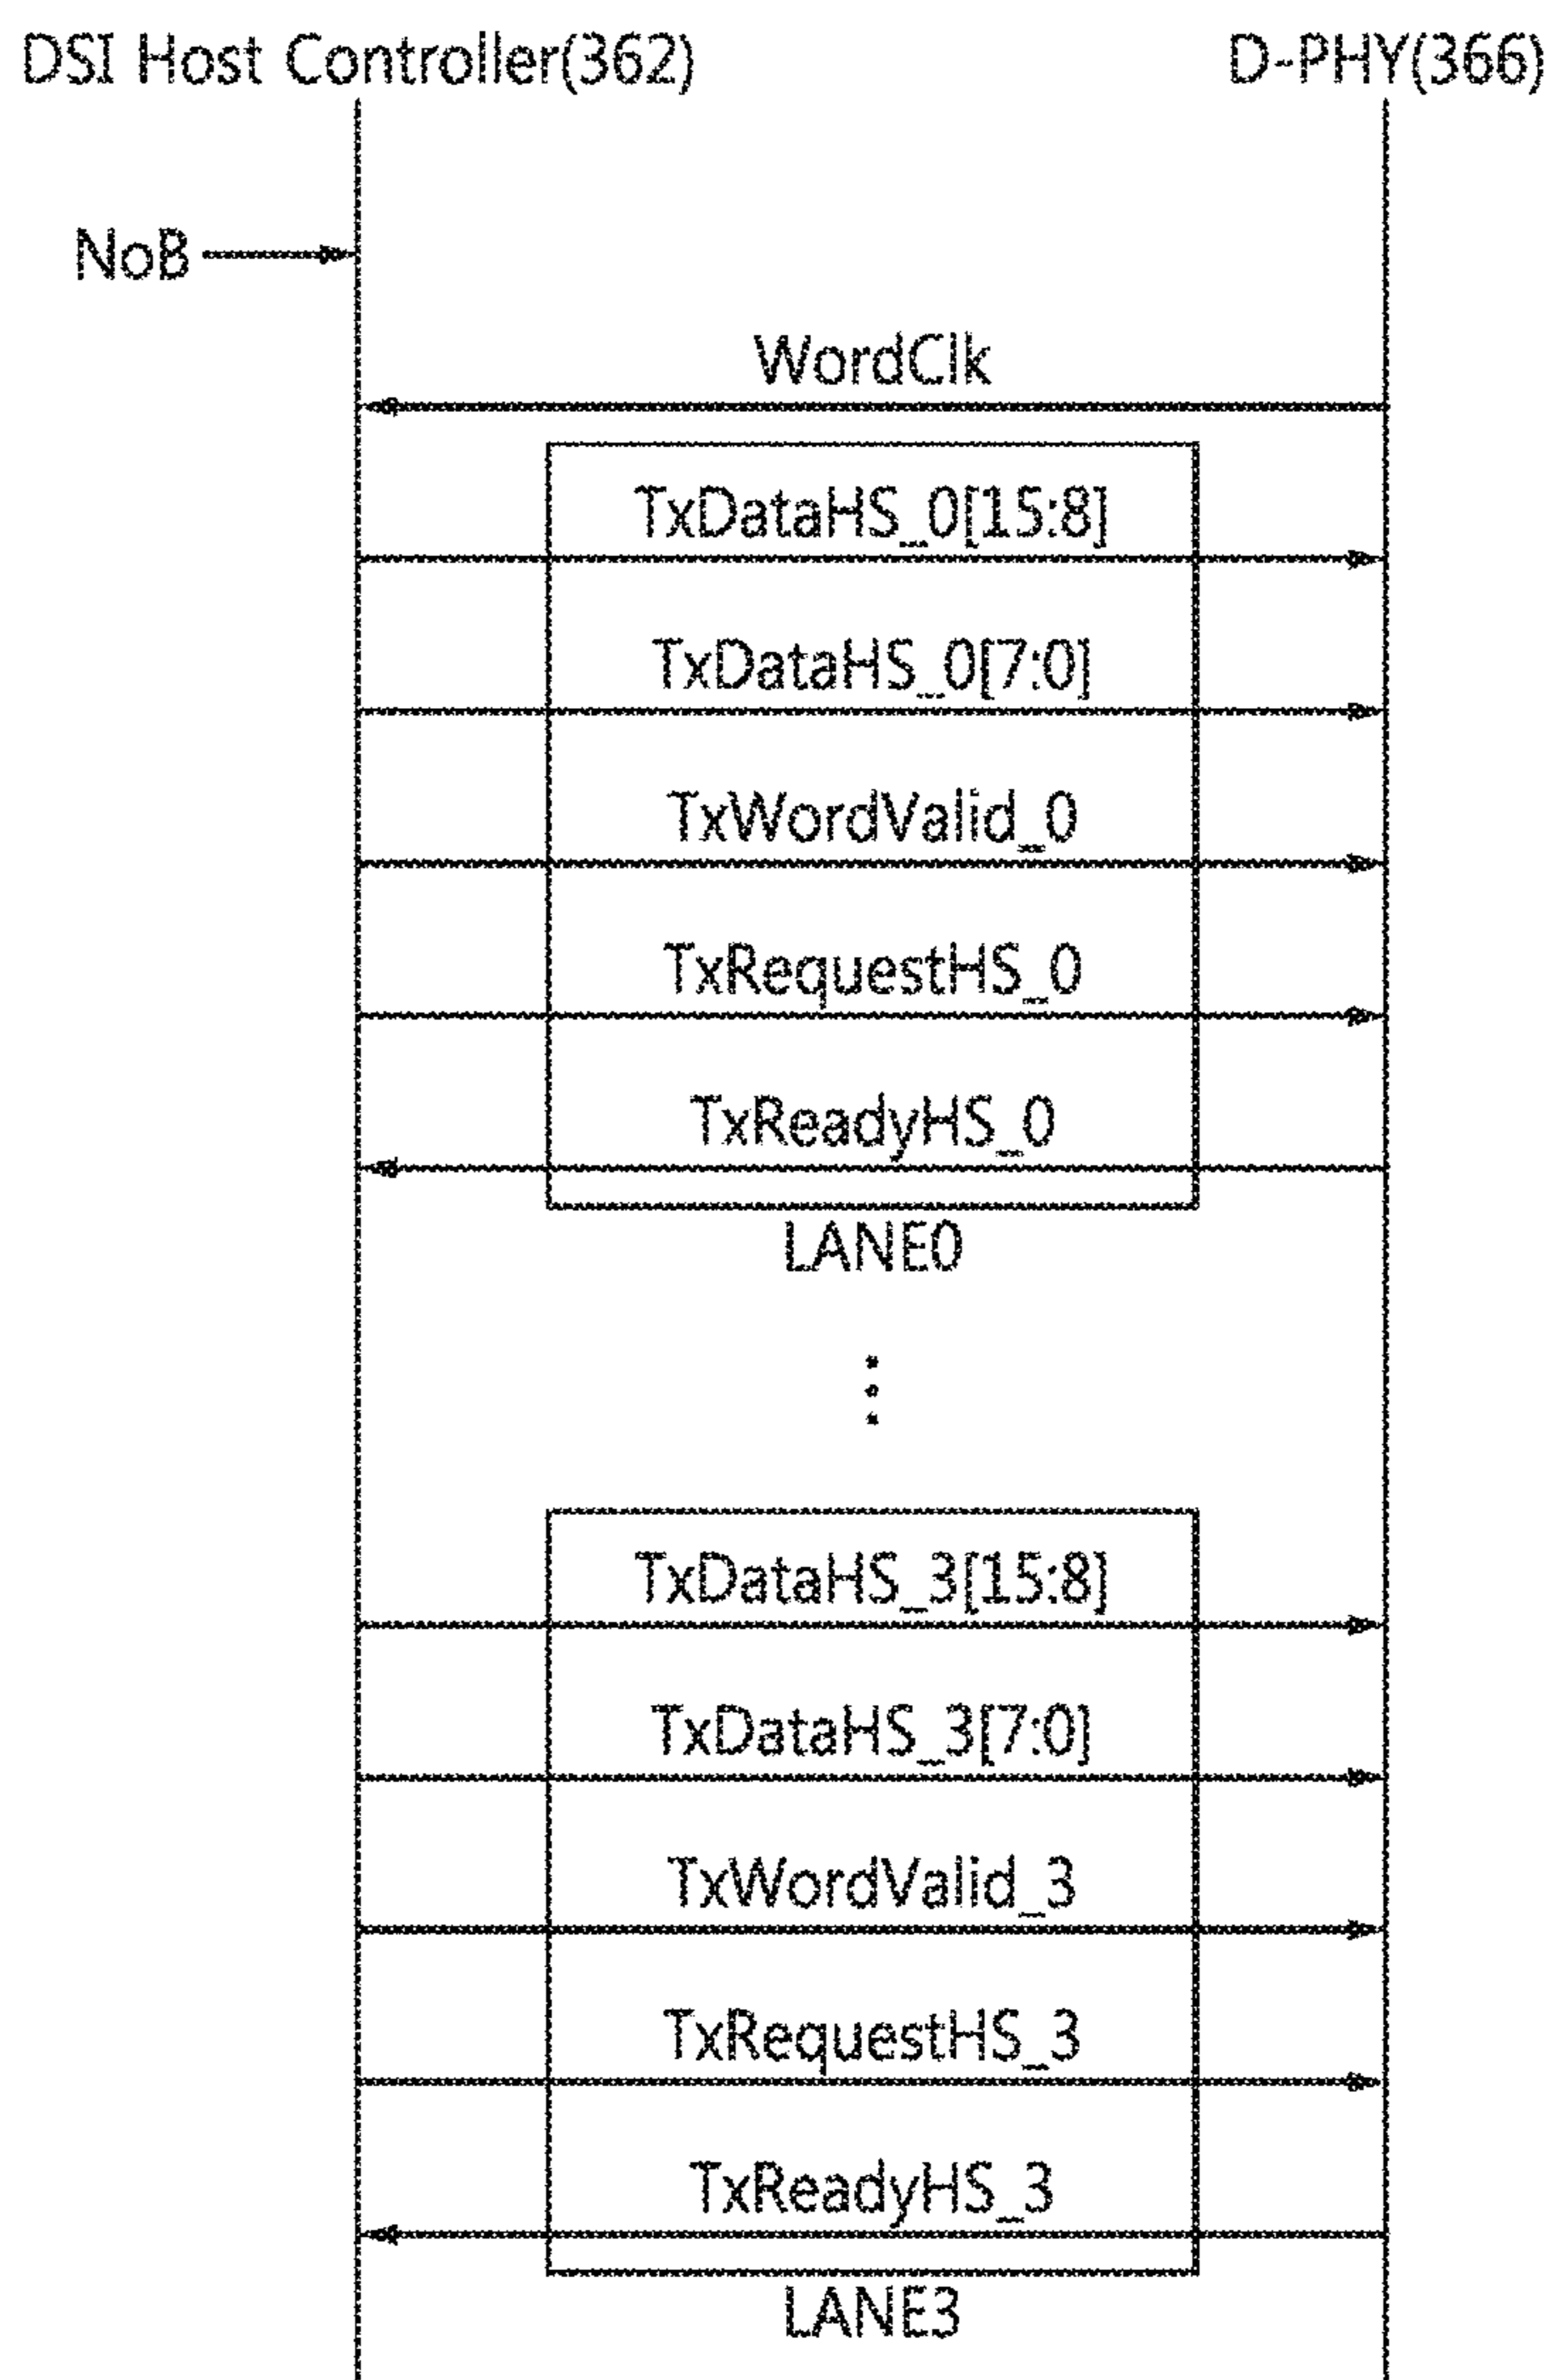 DSI Host Controller(362)
D-PHY(366)
NoB
WordClk
TxDataHS_0[15:8]
TxDataHS_0[7:0]
TxWordValid_0
TxRequestHS_0
TxReadyHS_0
LANE0
TxDataHS_3[15:8]
TxDataHS_3[7:0]
TxWordValid_3
TxRequestHS_3
TxReadyHS_3
LANE3